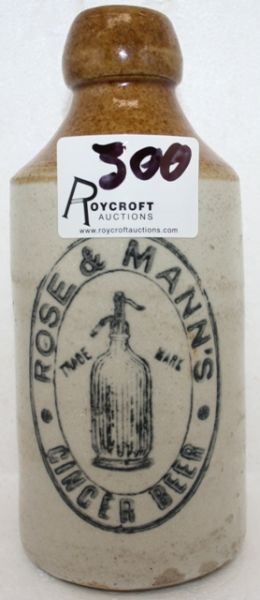 300
ROYCROFT
AUCTIONS
www.roycroftauctions.com
ROSE & MANN'S
TRADE MARK
GINGER BEER